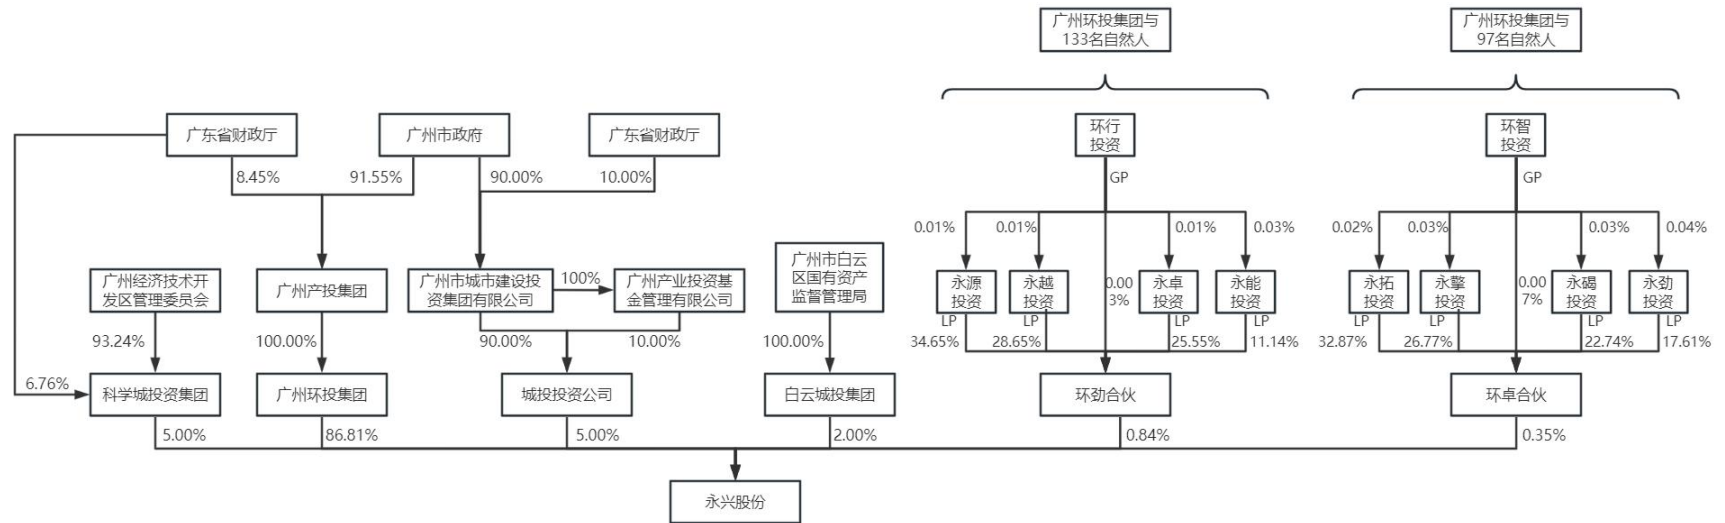 广州环投集团与
133名自然人
广州环投集团与
97名自然人
广东省财政厅
广州市政府
广东省财政厅
环行
投资
环智
投资
8.45%
91.55%
90.00%
10.00%
GP
GP
0.01%
0.01%
0.01%
0.03%
0.02%
0.03%
0.03%
0.04%
广州经济技术开
发区管理委员会
广州产投集团
广州市城市建设投
资集团有限公司
100%
广州产业投资基
金管理有限公司
广州市白云
区国有资产
监督管理局
永源
投资
永越
投资
0.00
3%
永卓
投资
永能
投资
永拓
投资
永擎
投资
0.00
7%
永碣
投资
永劲
投资
LP
LP
LP
LP
LP
LP
LP
LP
93.24%
100.00%
90.00%
10.00%
100.00%
34.65%
28.65%
25.55%
11.14%
32.87%
26.77%
22.74%
17.61%
6.76%
科学城投资集团
广州环投集团
城投投资公司
白云城投集团
环劲合伙
环卓合伙
5.00%
86.81%
5.00%
2.00%
0.84%
0.35%
永兴股份